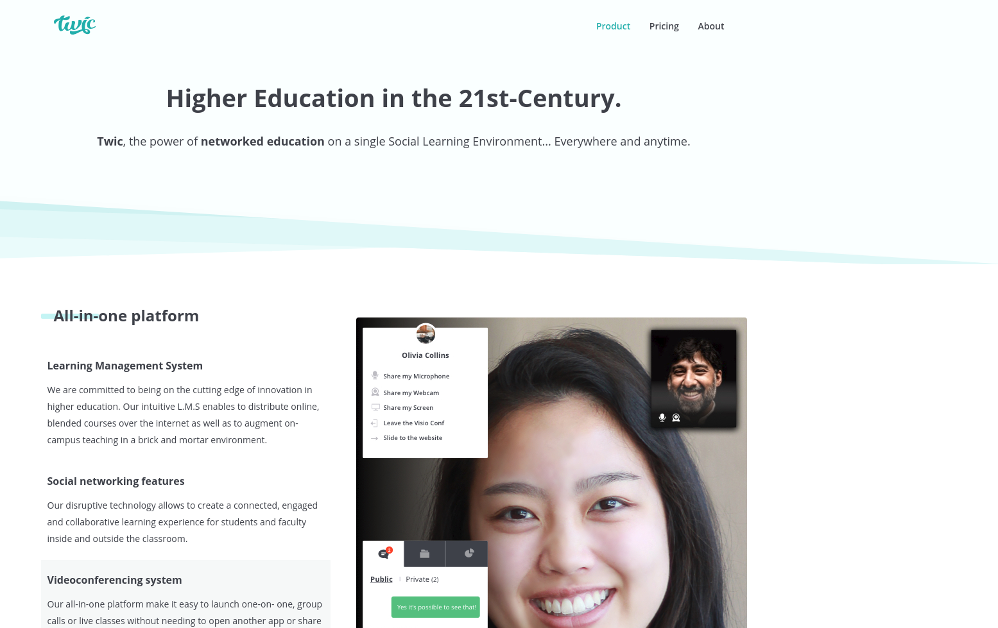 twic
Product Pricing About
Higher Education in the 21st-Century.
Twic, the power of networked education on a single Social Learning Environment... Everywhere and anytime.
All-in-one platform
Learning Management System
We are committed to being on the cutting edge of innovation in
higher education. Our intuitive L.M.S enables to distribute online,
blended courses over the internet as well as to augment on-
campus teaching in a brick and mortar environment.
Social networking features
Our disruptive technology allows to create a connected, engaged
and collaborative learning experience for students and faculty
inside and outside the classroom.
Videoconferencing system
Our all-in-one platform make it easy to launch one-on- one, group
calls or live classes without needing to open another app or share
Olivia Collins
Share my Microphone
Share my Webcam
Share my Screen
Leave the Visio Conf
Slide to the website
Public Private (2)
Yes it's possible to see that!